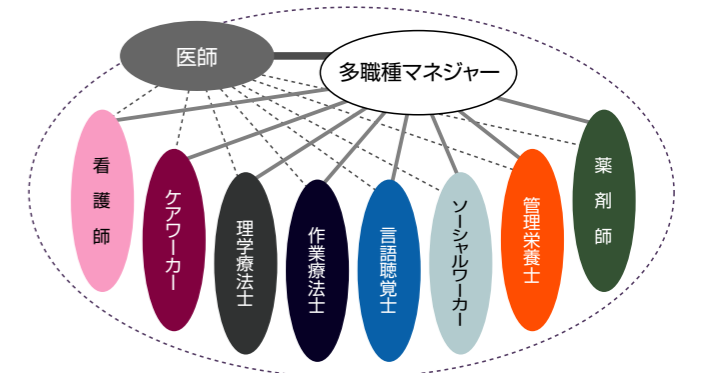 医師
多職種マネジャー
看護師
ケアワーカー
理学療法士
作業療法士
言語聴覚士
ソーシャルワーカー
管理栄養士
薬剤師